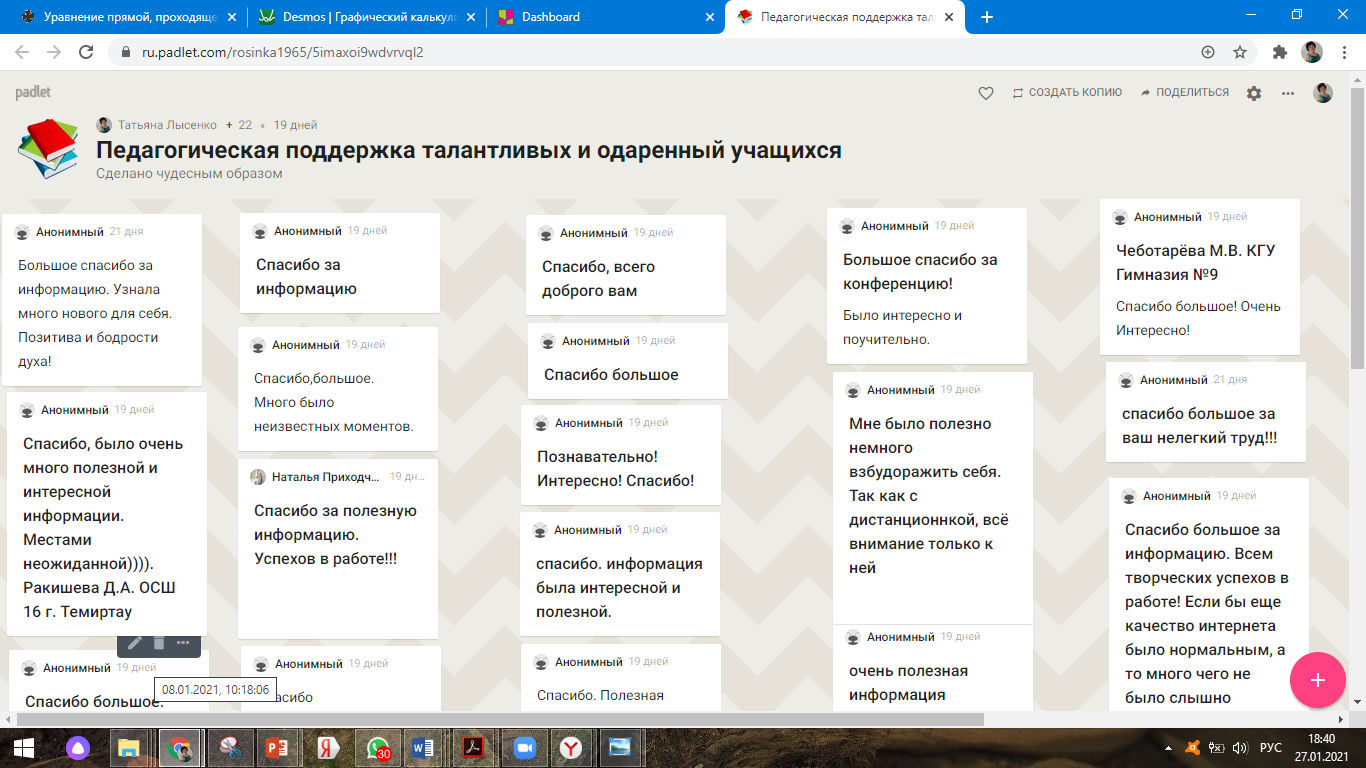 Уравнение прямой, проходяще
Desmos | Графический калькул
Dashboard
Педагогическая поддержка тал
ru.padlet.com/rosinka1965/5imaxoi9wdvrvql2
padlet
СОЗДАТЬ КОПИЮ
ПОДЕЛИТЬСЯ
Татьяна Лысенко + 22 • 19 дней
Педагогическая поддержка талантливых и одаренный учащихся
Сделано чудесным образом
Анонимный 21 дня
Большое спасибо за
информацию. Узнала
много нового для себя.
Позитива и бодрости
духа!
Анонимный 19 дней
Спасибо, было очень
много полезной и
интересной
информации.
Местами
неожиданной)))).
Ракишева Д.А. ОСШ
16 г. Темиртау
Анонимный 19 дней
Спасибо большое.
08.01.2021, 10:18:06
Анонимный 19 дней
Спасибо за
информацию
Анонимный 19 дней
Спасибо,большое.
Много было
неизвестных моментов.
Наталья Приходч... 19 дн...
Спасибо за полезную
информацию.
Успехов в работе!!!
Анонимный 19 дней
Анонимный 19 дней
Спасибо, всего
доброго вам
Анонимный 19 дней
Спасибо большое
Анонимный 19 дней
Познавательно!
Интересно! Спасибо!
Анонимный 19 дней
спасибо. информация
была интересной и
полезной.
Анонимный 19 дней
Спасибо. Полезная
Анонимный 19 дней
Большое спасибо за
конференцию!
Было интересно и
поучительно.
Анонимный 19 дней
Мне было полезно
немного
взбудоражить себя.
Так как с
дистанционнкой, всё
внимание только к
ней
Анонимный 19 дней
очень полезная
информация
Анонимный 19 дней
Чеботарёва М.В. КГУ
Гимназия №9
Спасибо большое! Очень
Интересно!
Анонимный 21 дня
спасибо большое за
ваш нелегкий труд!!!
Анонимный 19 дней
Спасибо большое за
информацию. Всем
творческих успехов в
работе! Если бы еще
качество интернета
было нормальным, а
то много чего не
было слышно
30
РУС
18:40
27.01.2021